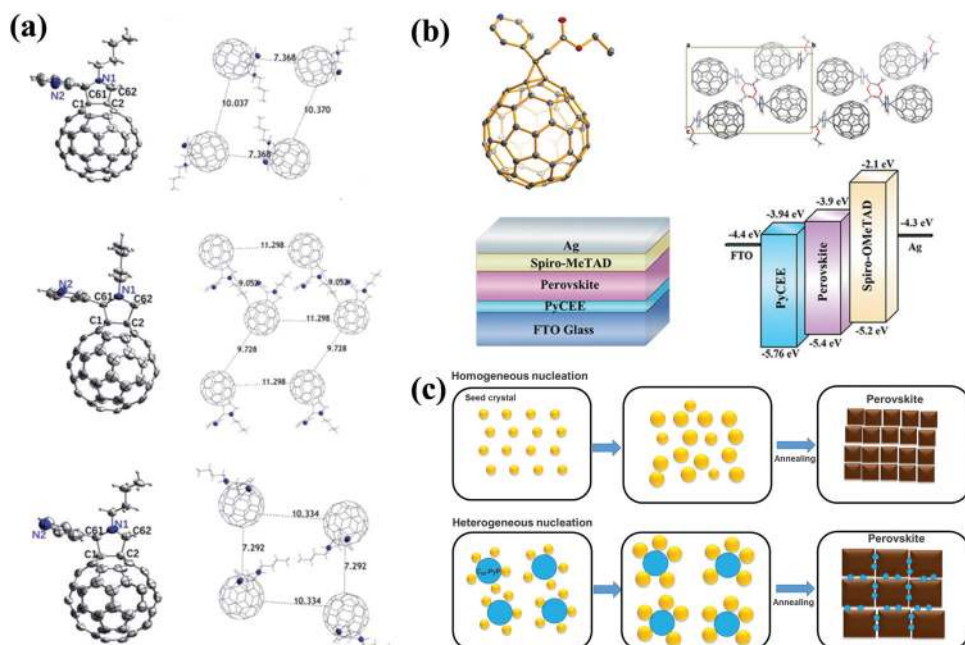 (a)
N1
N2
C61
C62
C1
C2
7.368
10.037
10.370
7.368
N1
C61
C62
C1
C2
11.298
9.052
9.052
11.298
9.728
9.728
11.298
N2
C61
N1
C62
C1
C2
10.334
7.292
7.292
10.334
(b)
Ag
Spiro-MeTAD
Perovskite
PyCEE
FTO Glass
-2.1 eV
-3.94 eV
-3.9 eV
-4.4 eV
-4.3 eV
FTO
Ag
PyCEE
Perovskite
Spiro-OMeTAD
-5.2 eV
-5.4 eV
-5.76 eV
(c)
Homogeneous nucleation
Seed crystal
Perovskite
Annealing
Heterogeneous nucleation
Perovskite
Annealing